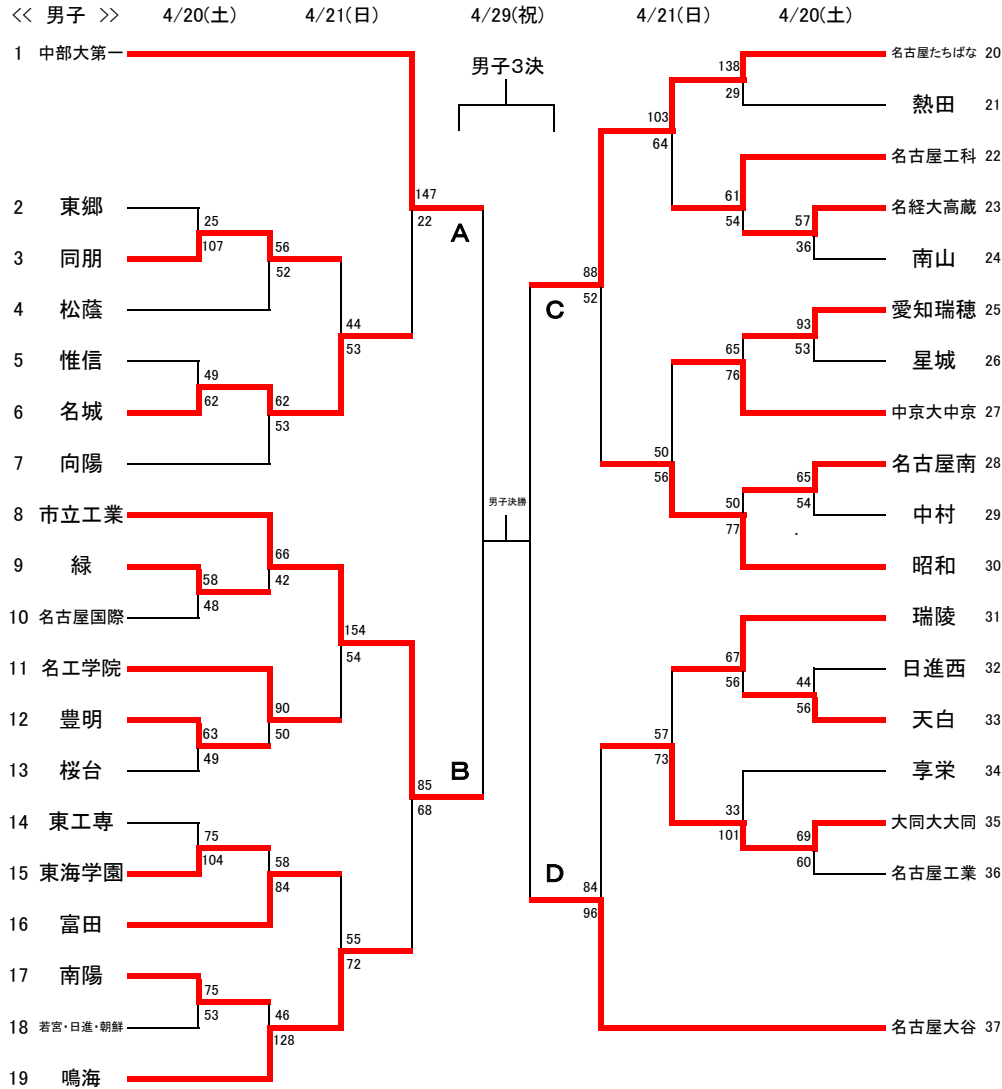 << 男子 >> 4/20(土) 4/21(日) 4/29(祝) 4/21(日) 4/20(土)
男子3決
1 中部大第一
2 東郷
3 同朋
4 松蔭
5 惟信
6 名城
7 向陽
8 市立工業
9 緑
10 名古屋国際
11 名工学院
12 豊明
13 桜台
14 東工専
15 東海学園
16 富田
17 南陽
18 若宮・日進・朝鮮
19 鳴海
25
107
49
62
58
48
63
49
75
104
75
53
56
52
62
53
66
42
90
50
58
84
46
128
44
53
154
54
55
72
147
22
85
68
A
B
男子決勝
C
D
88
52
84
96
103
64
50
56
57
73
138
29
61
54
65
76
50
77
67
56
33
101
57
36
93
53
65
54
44
56
69
60
名古屋たちばな 20
熱田 21
名古屋工科 22
名経大高蔵 23
南山 24
愛知瑞穂 25
星城 26
中京大中京 27
名古屋南 28
中村 29
昭和 30
瑞陵 31
日進西 32
天白 33
享栄 34
大同大大同 35
名古屋工業 36
名古屋大谷 37